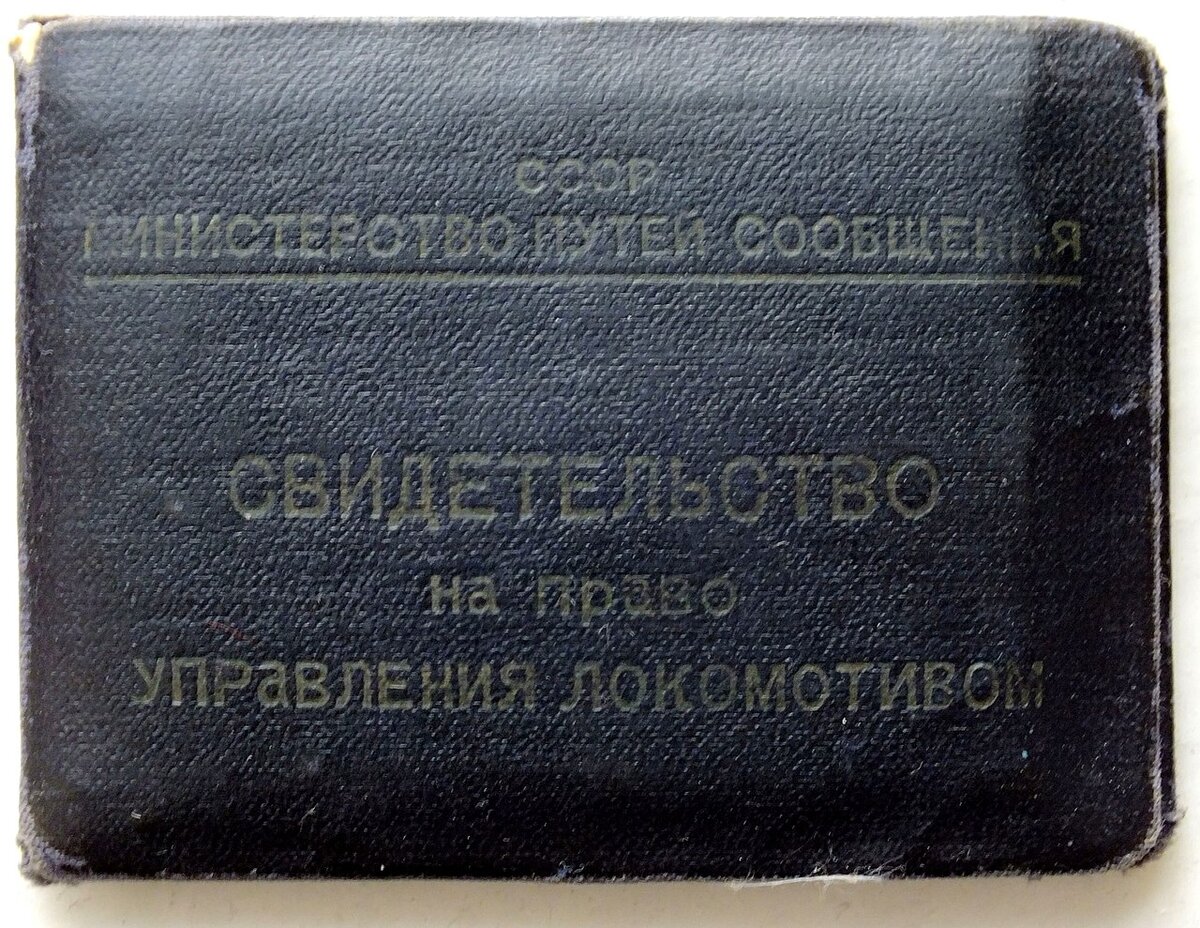 СССР
МИНИСТЕРСТВО ПУТЕЙ СООБЩЕНИЯ
СВИДЕТЕЛЬСТВО
на право
УПРАВЛЕНИЯ ЛОКОМОТИВОМ